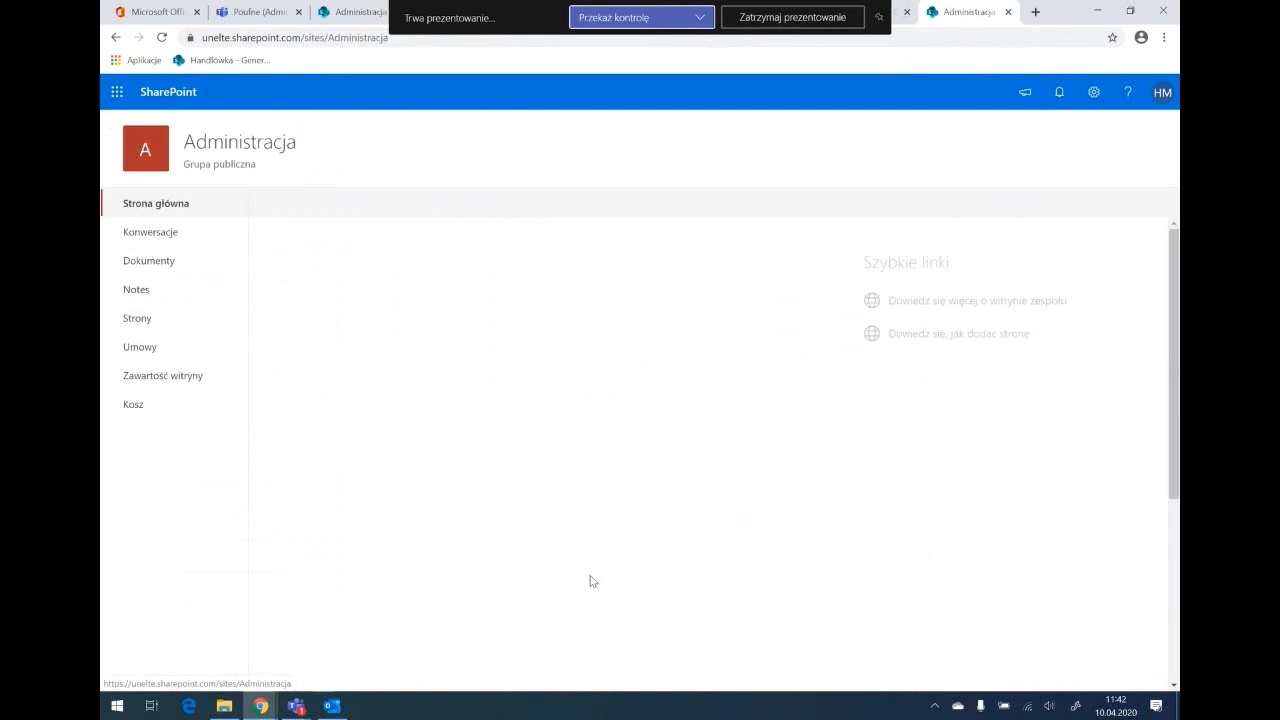 Microsoft Offi
Poufne (Admi
Administracja
Trwa prezentowanie...
Przekaż kontrolę
Zatrzymaj prezentowanie
Administracja
unelte.sharepoint.com/sites/Administracja
Aplikacje
Handlówka - Gener...
SharePoint
HM
A
Administracja
Grupa publiczna
Strona główna
Konwersacje
Dokumenty
Notes
Strony
Umowy
Zawartość witryny
Kosz
Szybkie linki
Dowiedz się więcej o witrynie zespołu
Dowiedz się, jak dodać stronę
https://unelte.sharepoint.com/sites/Administracja
11:42
10.04.2020